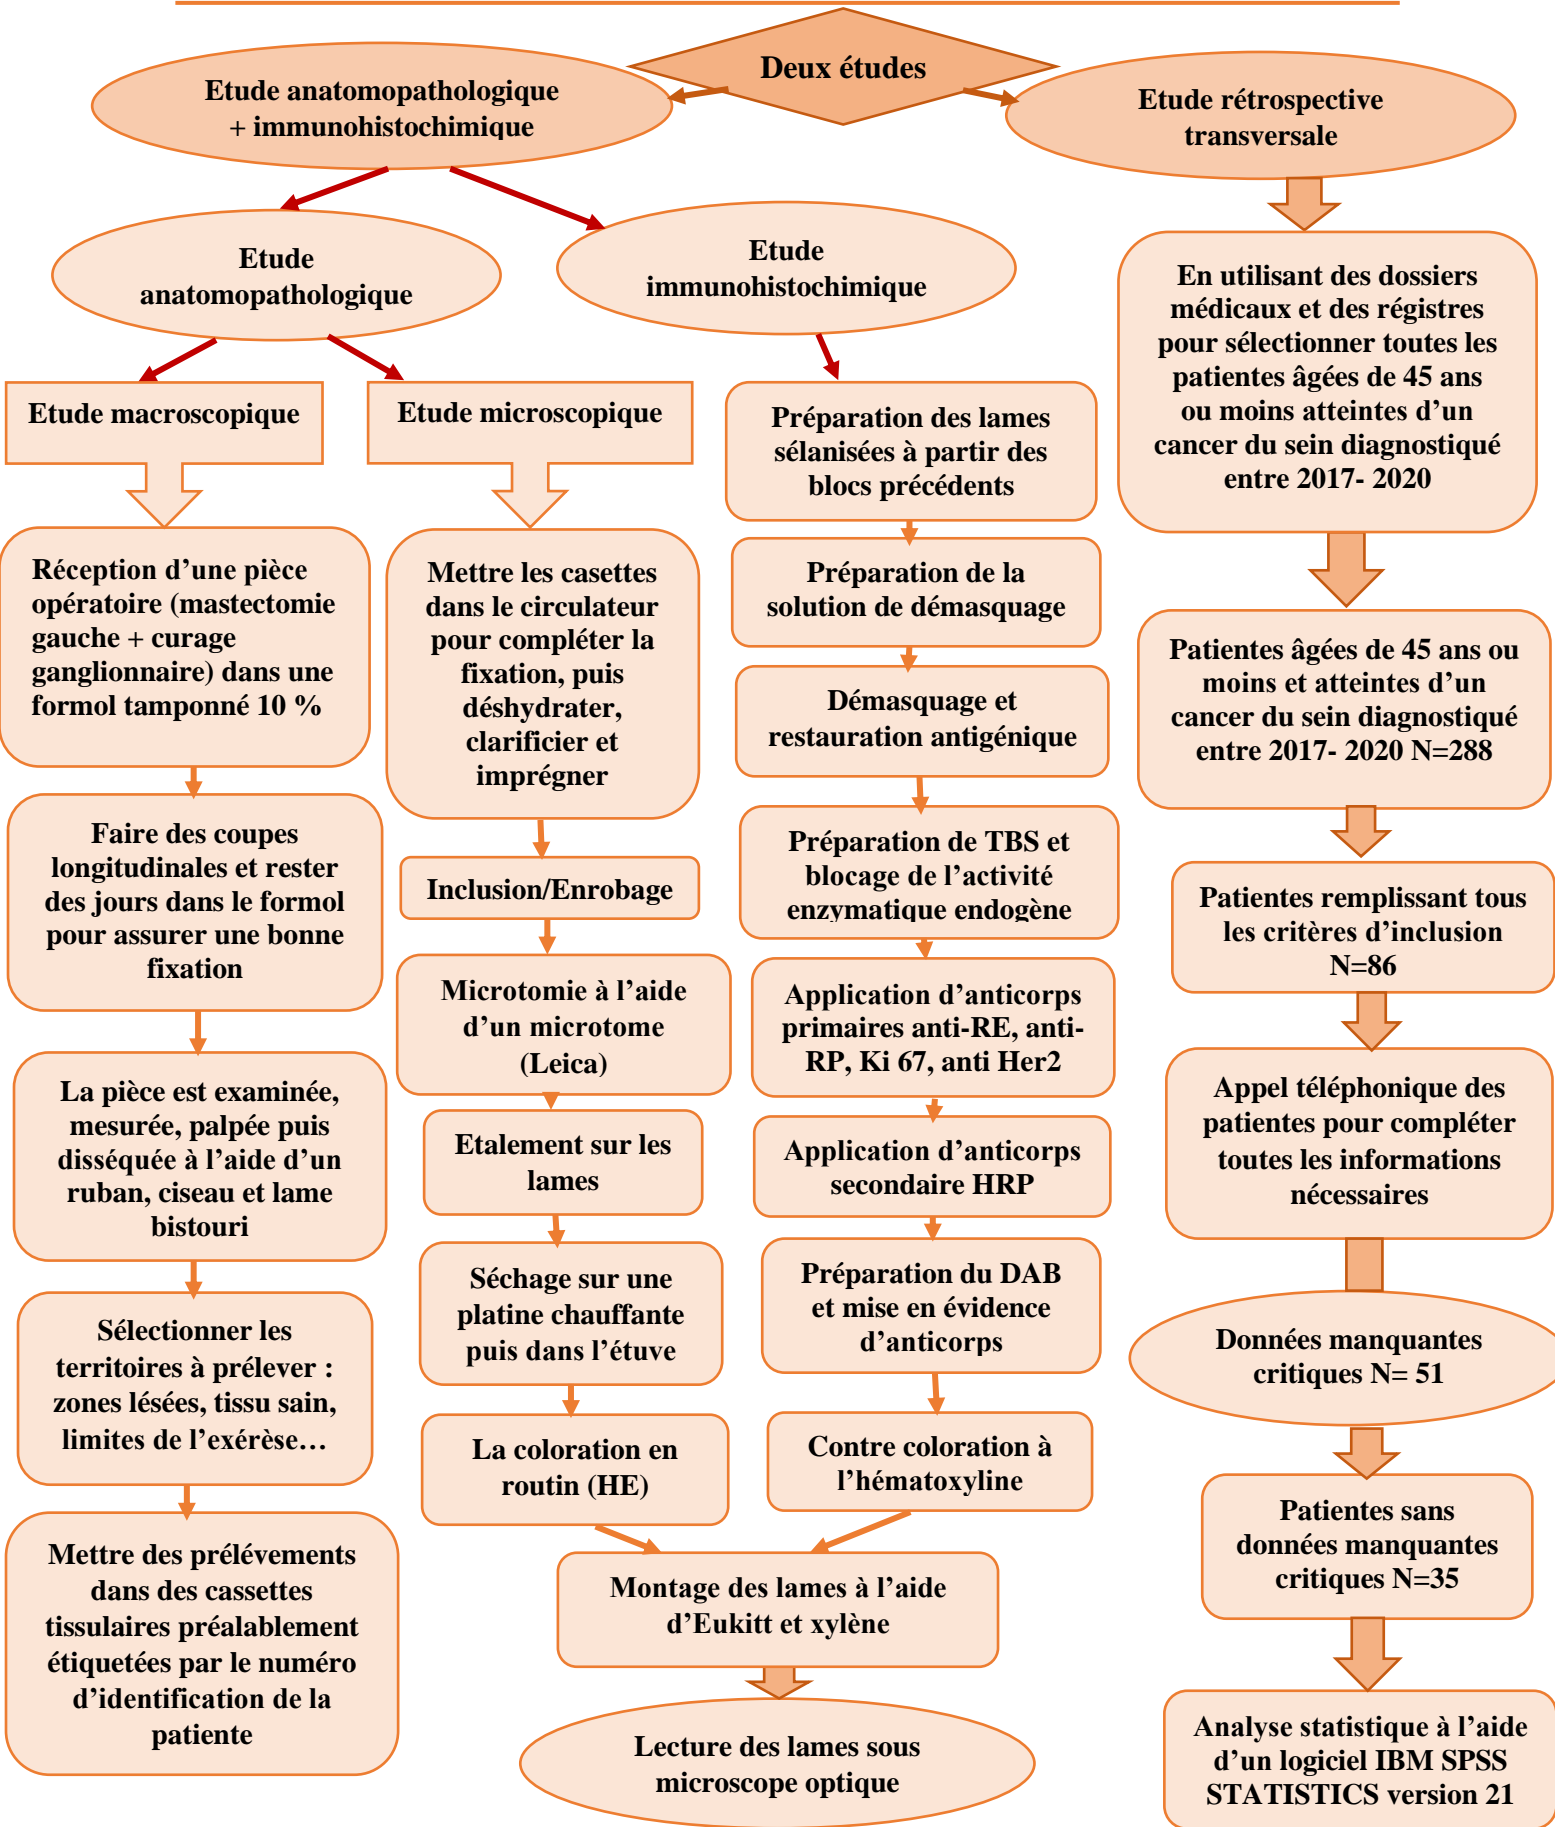 Deux études
Etude anatomopathologique
+ immunohistochimique
Etude rétrospective
transversale
Etude
anatomopathologique
Etude
immunohistochimique
Etude macroscopique
Réception d’une pièce
opératoire (mastectomie
gauche + curage
ganglionnaire) dans une
formol tamponné 10 %
Faire des coupes
longitudinales et rester
des jours dans le formol
pour assurer une bonne
fixation
La pièce est examinée,
mesurée, palpée puis
disséquée à l’aide d’un
ruban, ciseau et lame
bistouri
Sélectionner les
territoires à prélever :
zones lésées, tissu sain,
limites de l’exérèse…
Mettre des prélévements
dans des cassettes
tissulaires préalablement
étiquetées par le numéro
d’identification de la
patiente
Etude microscopique
Mettre les casettes
dans le circulateur
pour compléter la
fixation, puis
déshydrater,
clarificier et
imprégner
Inclusion/Enrobage
Microtomie à l’aide
d’un microtome
(Leica)
Etalement sur les
lames
Séchage sur une
platine chauffante
puis dans l’étuve
La coloration en
routin (HE)
Préparation des lames
sélanisées à partir des
blocs précédents
Préparation de la
solution de démasquage
Démasquage et
restauration antigénique
Préparation de TBS et
blocage de l’activité
enzymatique endogène
Application d’anticorps
primaires anti-RE, anti-
RP, Ki 67, anti Her2
Application d’anticorps
secondaire HRP
Préparation du DAB
et mise en évidence
d’anticorps
Contre coloration à
l’hématoxyline
Montage des lames à l’aide
d’Eukitt et xylène
Lecture des lames sous
microscope optique
En utilisant des dossiers
médicaux et des régistres
pour sélectionner toutes les
patientes âgées de 45 ans
ou moins atteintes d’un
cancer du sein diagnostiqué
entre 2017- 2020
Patientes âgées de 45 ans ou
moins et atteintes d’un
cancer du sein diagnostiqué
entre 2017- 2020 N=288
Patientes remplissant tous
les critères d’inclusion
N=86
Appel téléphonique des
patientes pour compléter
toutes les informations
nécessaires
Données manquantes
critiques N= 51
Patientes sans
données manquantes
critiques N=35
Analyse statistique à l’aide
d’un logiciel IBM SPSS
STATISTICS version 21